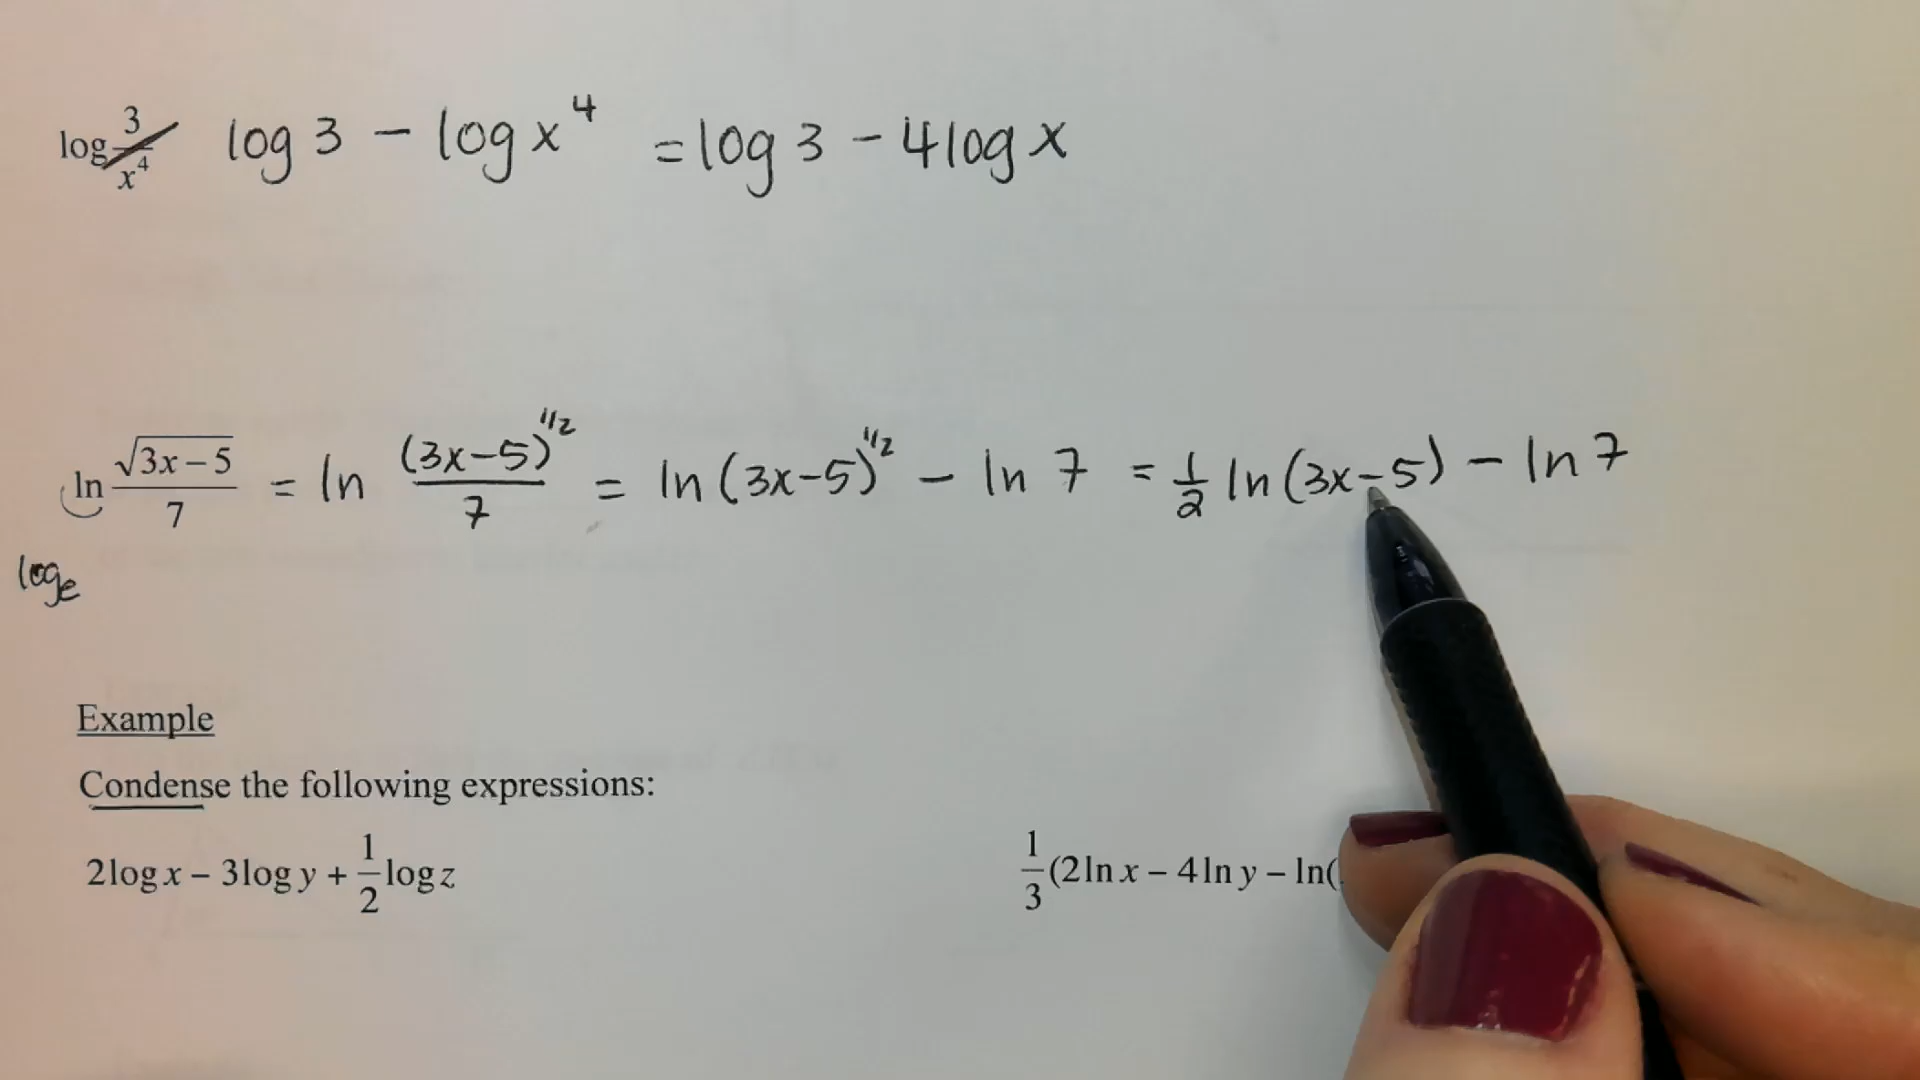 log 3/x⁴ log 3 − log x⁴ = log 3 − 4 log x
ln √(3x − 5)/7 = ln (3x−5)^1/2 / 7 = ln (3x−5)^1/2 − ln 7 = 1/2 ln (3x−5) − ln 7
logₑ
Example
Condense the following expressions:
2 log x − 3 log y + 1/2 log z
1/3 (2 ln x − 4 ln y − ln(